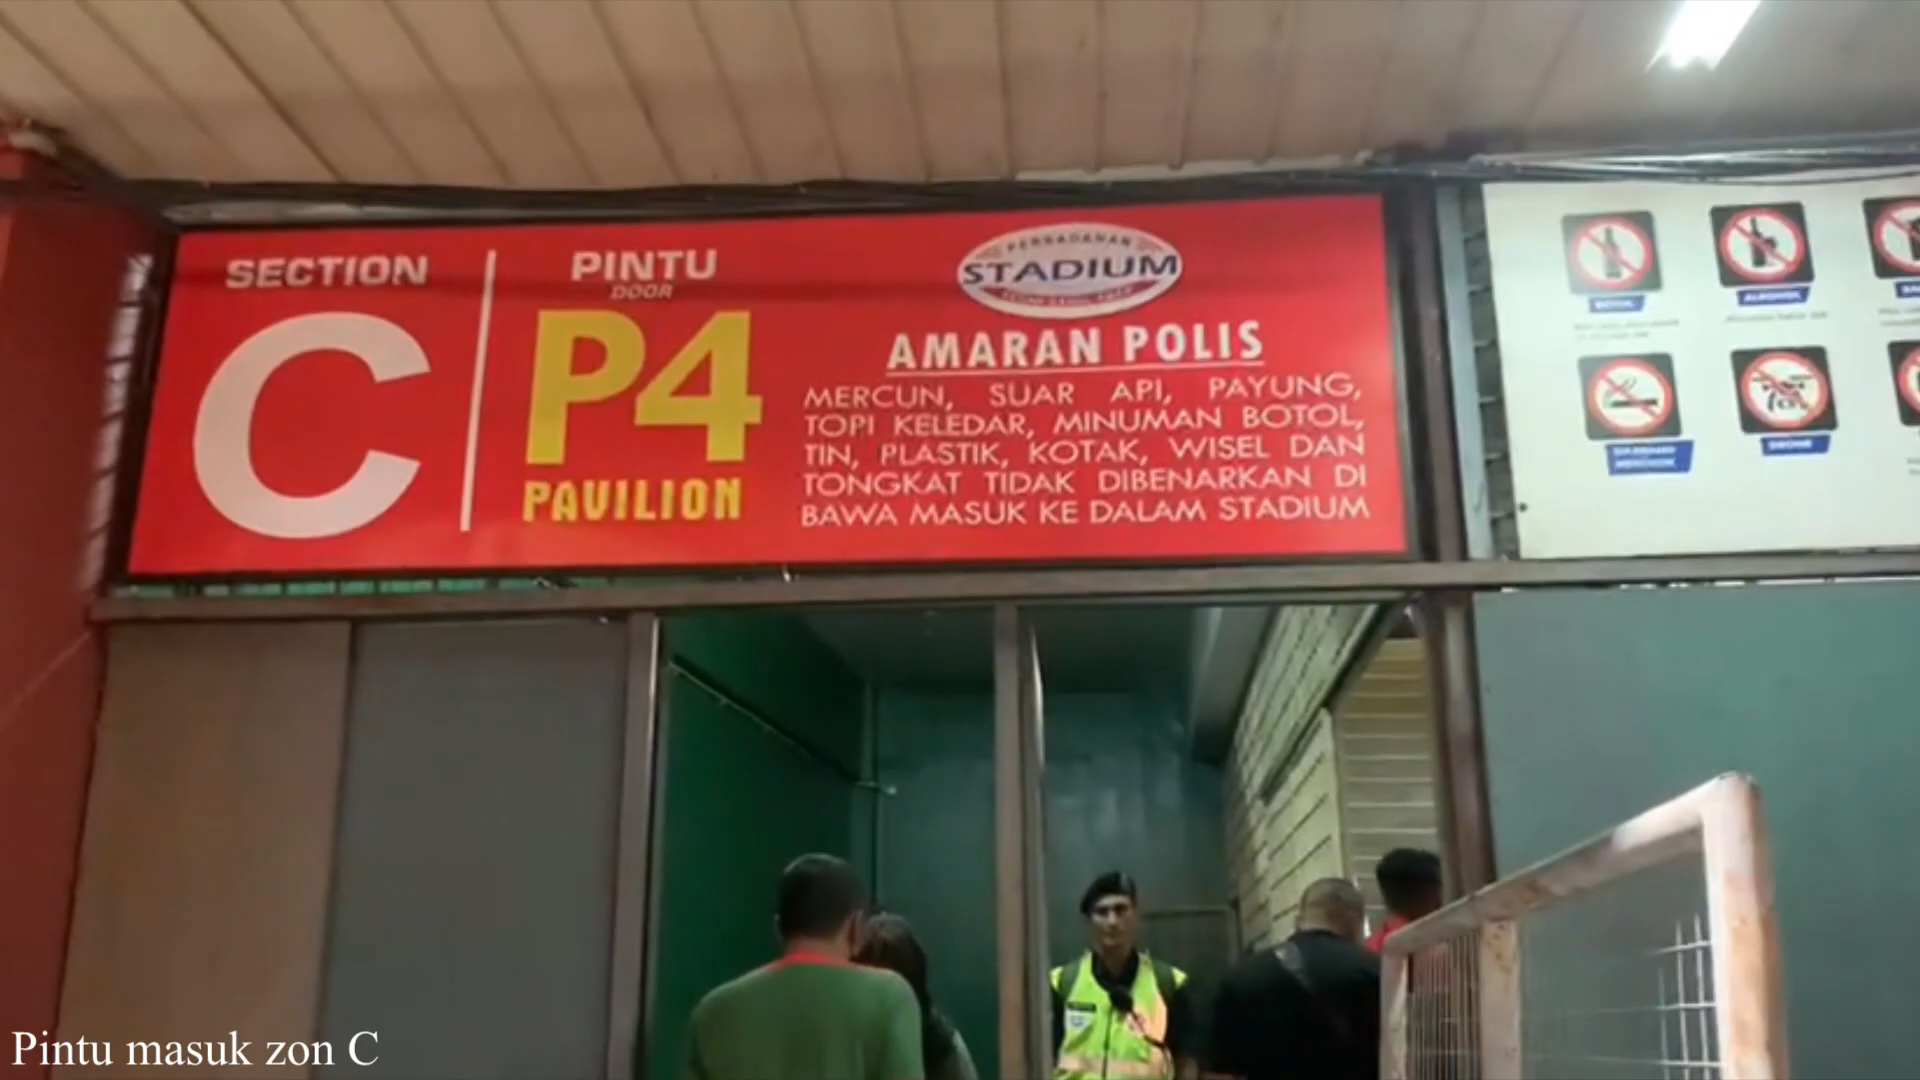 SECTION
C
PINTU
DOOR
P4
PAVILION
PERBADANAN
STADIUM
AMARAN POLIS
MERCUN, SUAR API, PAYUNG,
TOPI KELEDAR, MINUMAN BOTOL,
TIN, PLASTIK, KOTAK, WISEL DAN
TONGKAT TIDAK DIBENARKAN DI
BAWA MASUK KE DALAM STADIUM
BOTOL
ALKOHOL
DRONE
Pintu masuk zon C